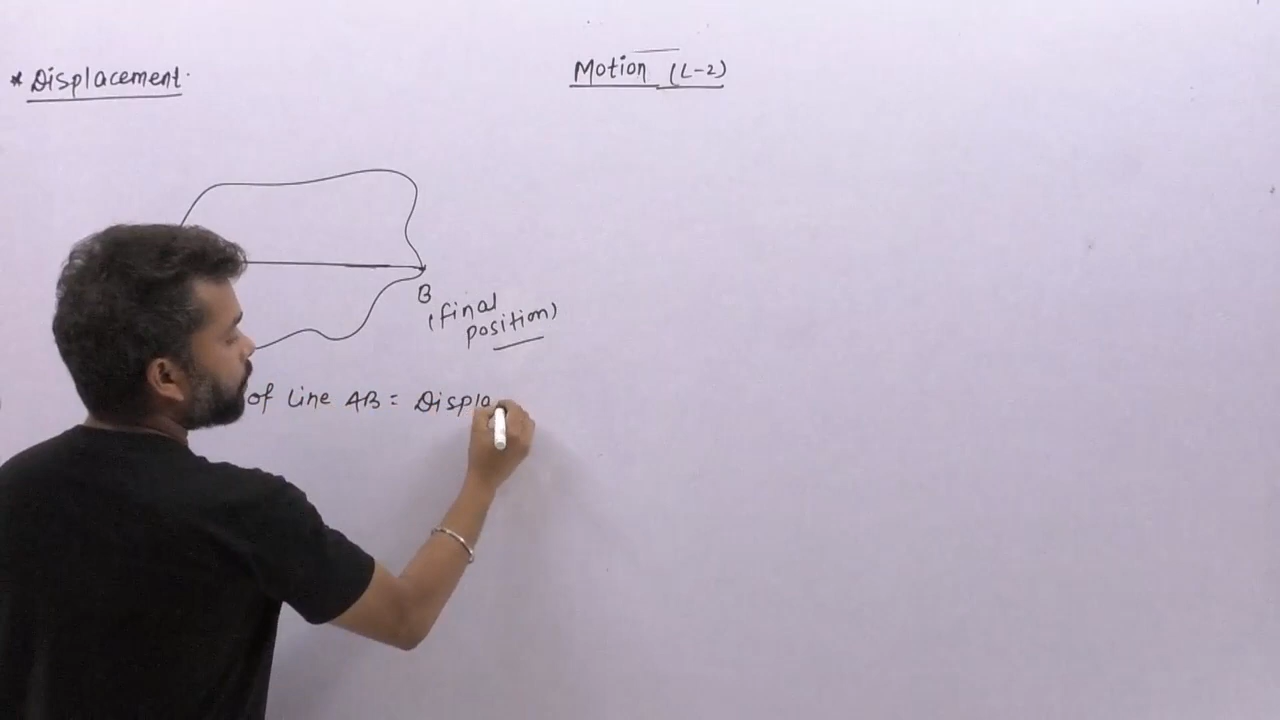 * Displacement.
Motion (L-2)
B
(final
position)
of Line AB = Displa